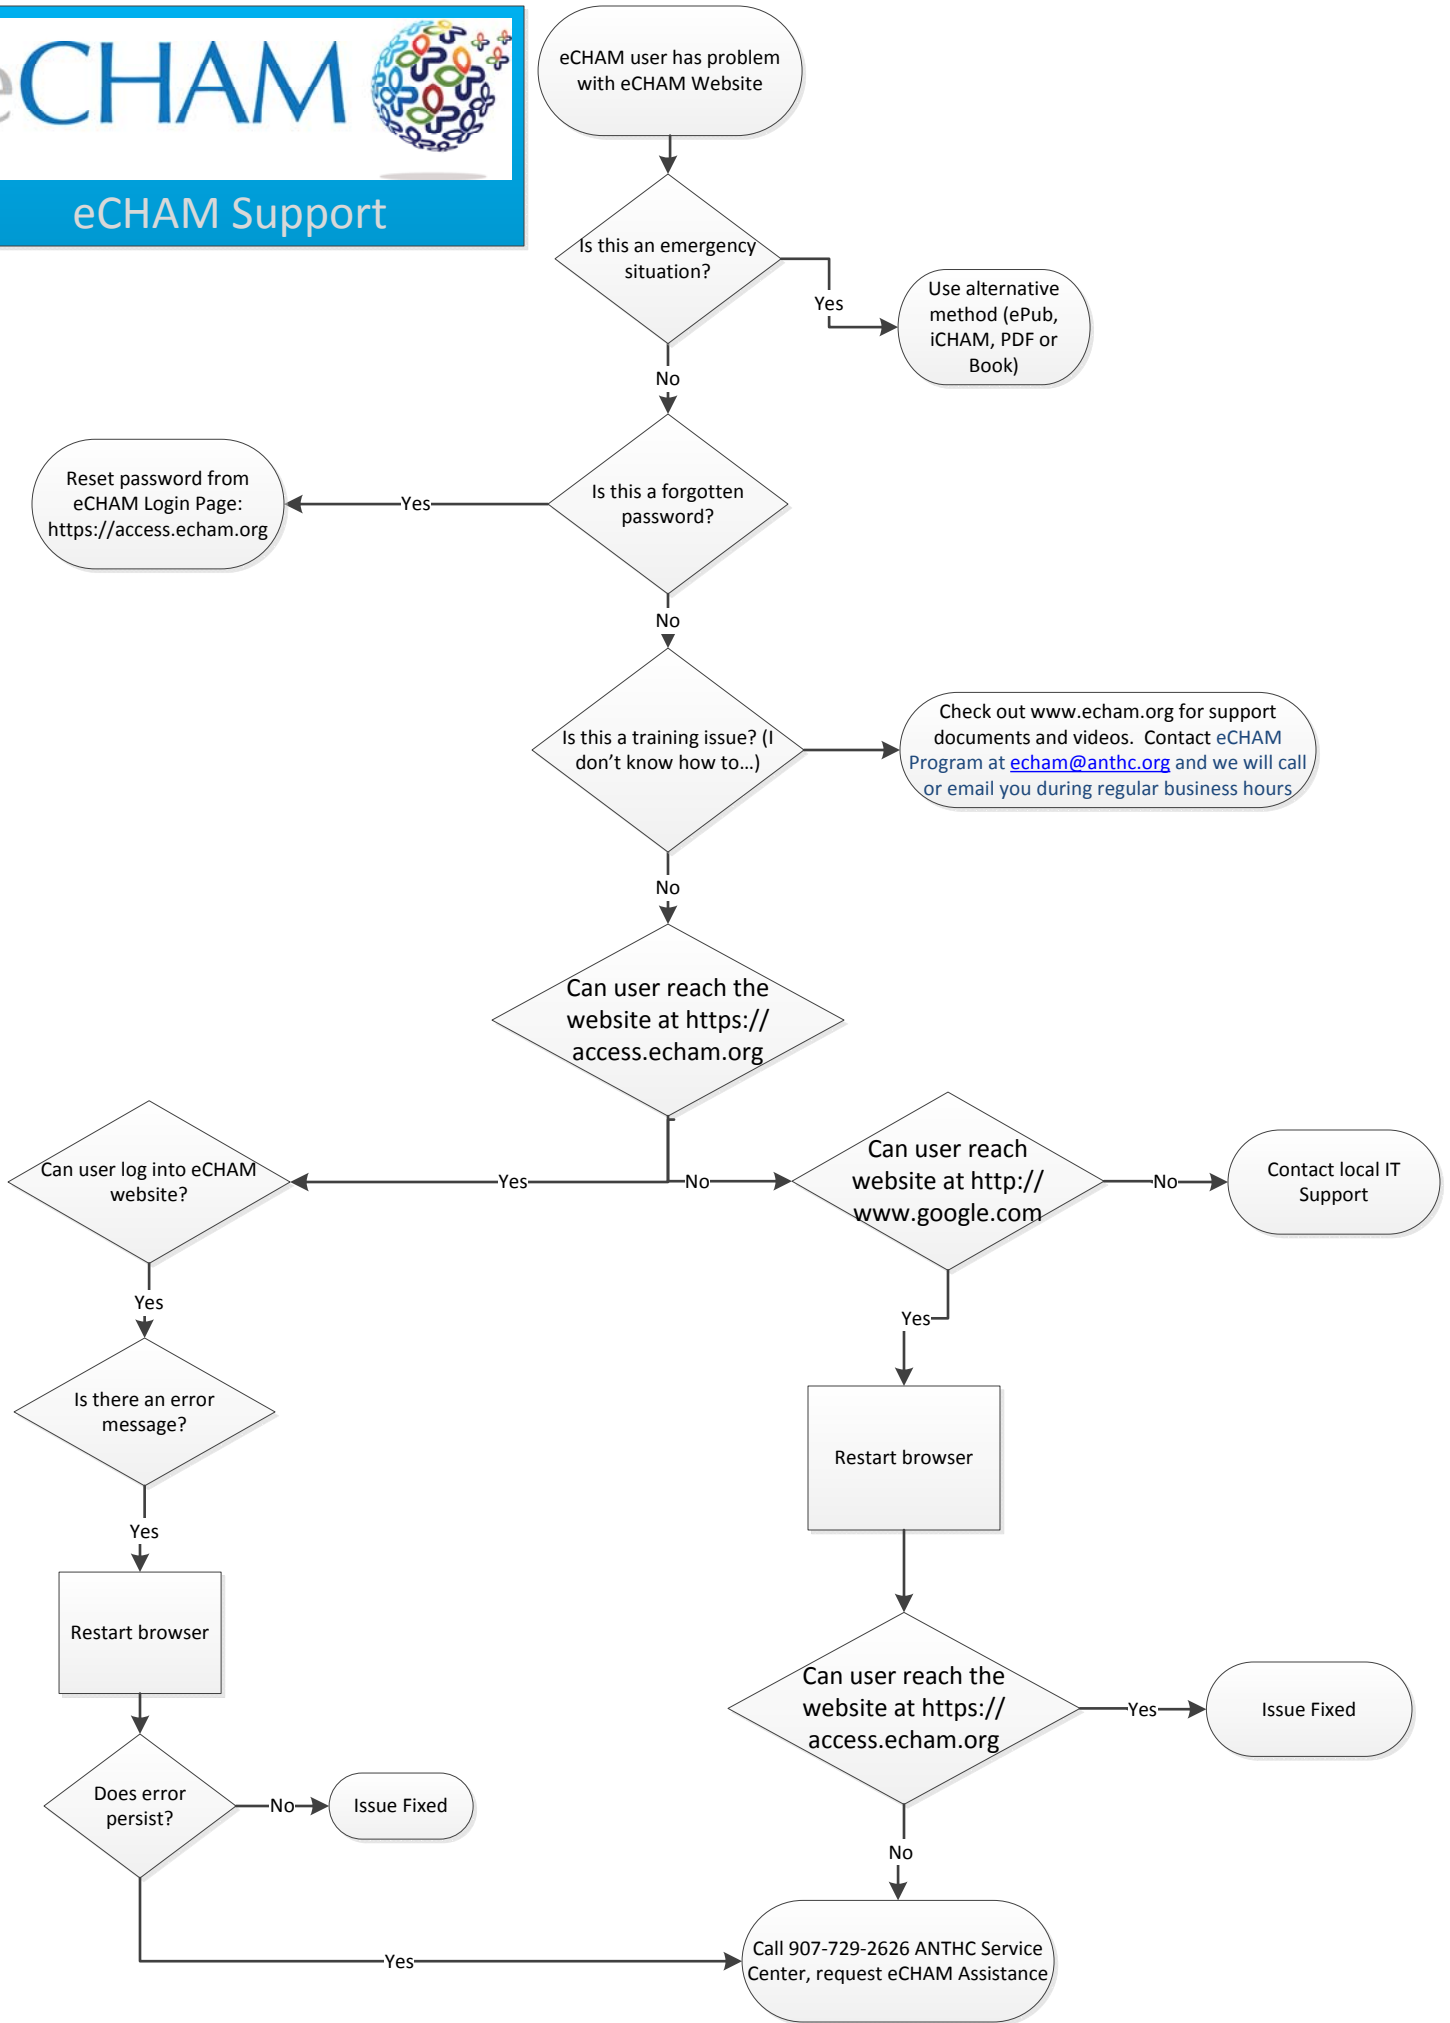 eCHAM
eCHAM Support
eCHAM user has problem
with eCHAM Website
Is this an emergency
situation?
Yes
Use alternative
method (ePub,
iCHAM, PDF or
Book)
No
Is this a forgotten
password?
Yes
Reset password from
eCHAM Login Page:
https://access.echam.org
No
Is this a training issue? (I
don’t know how to…)
Check out www.echam.org for support
documents and videos.  Contact eCHAM
Program at echam@anthc.org and we will call
or email you during regular business hours
No
Can user reach the
website at https://
access.echam.org
Yes
No
Can user log into eCHAM
website?
Can user reach
website at http://
www.google.com
No
Contact local IT
Support
Yes
Is there an error
message?
Yes
Restart browser
Yes
Restart browser
Can user reach the
website at https://
access.echam.org
Yes
Issue Fixed
Does error
persist?
No
Issue Fixed
No
Yes
Call 907-729-2626 ANTHC Service
Center, request eCHAM Assistance